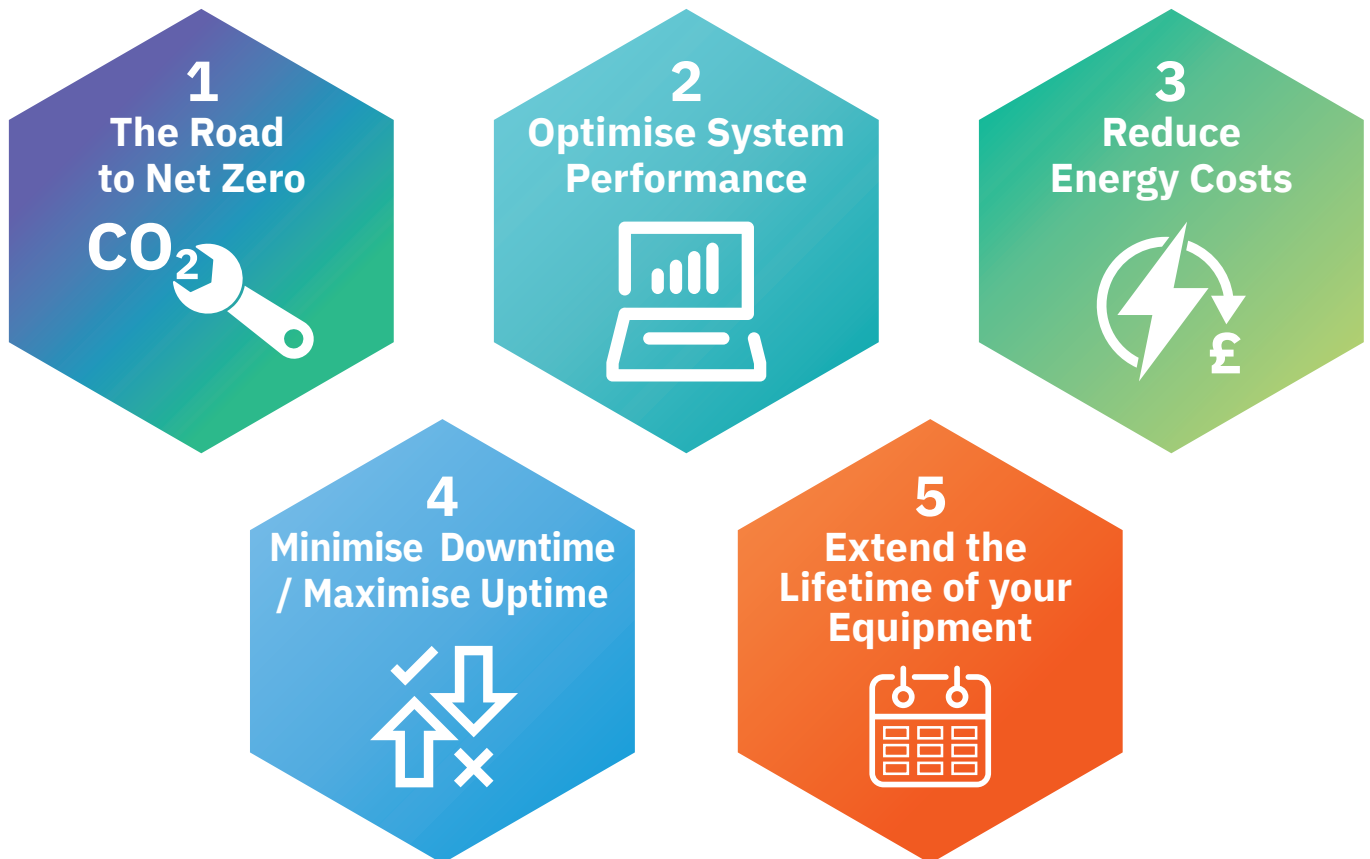 1
The Road
to Net Zero
CO₂
2
Optimise System
Performance
3
Reduce
Energy Costs
£
4
Minimise Downtime
/ Maximise Uptime
5
Extend the
Lifetime of your
Equipment